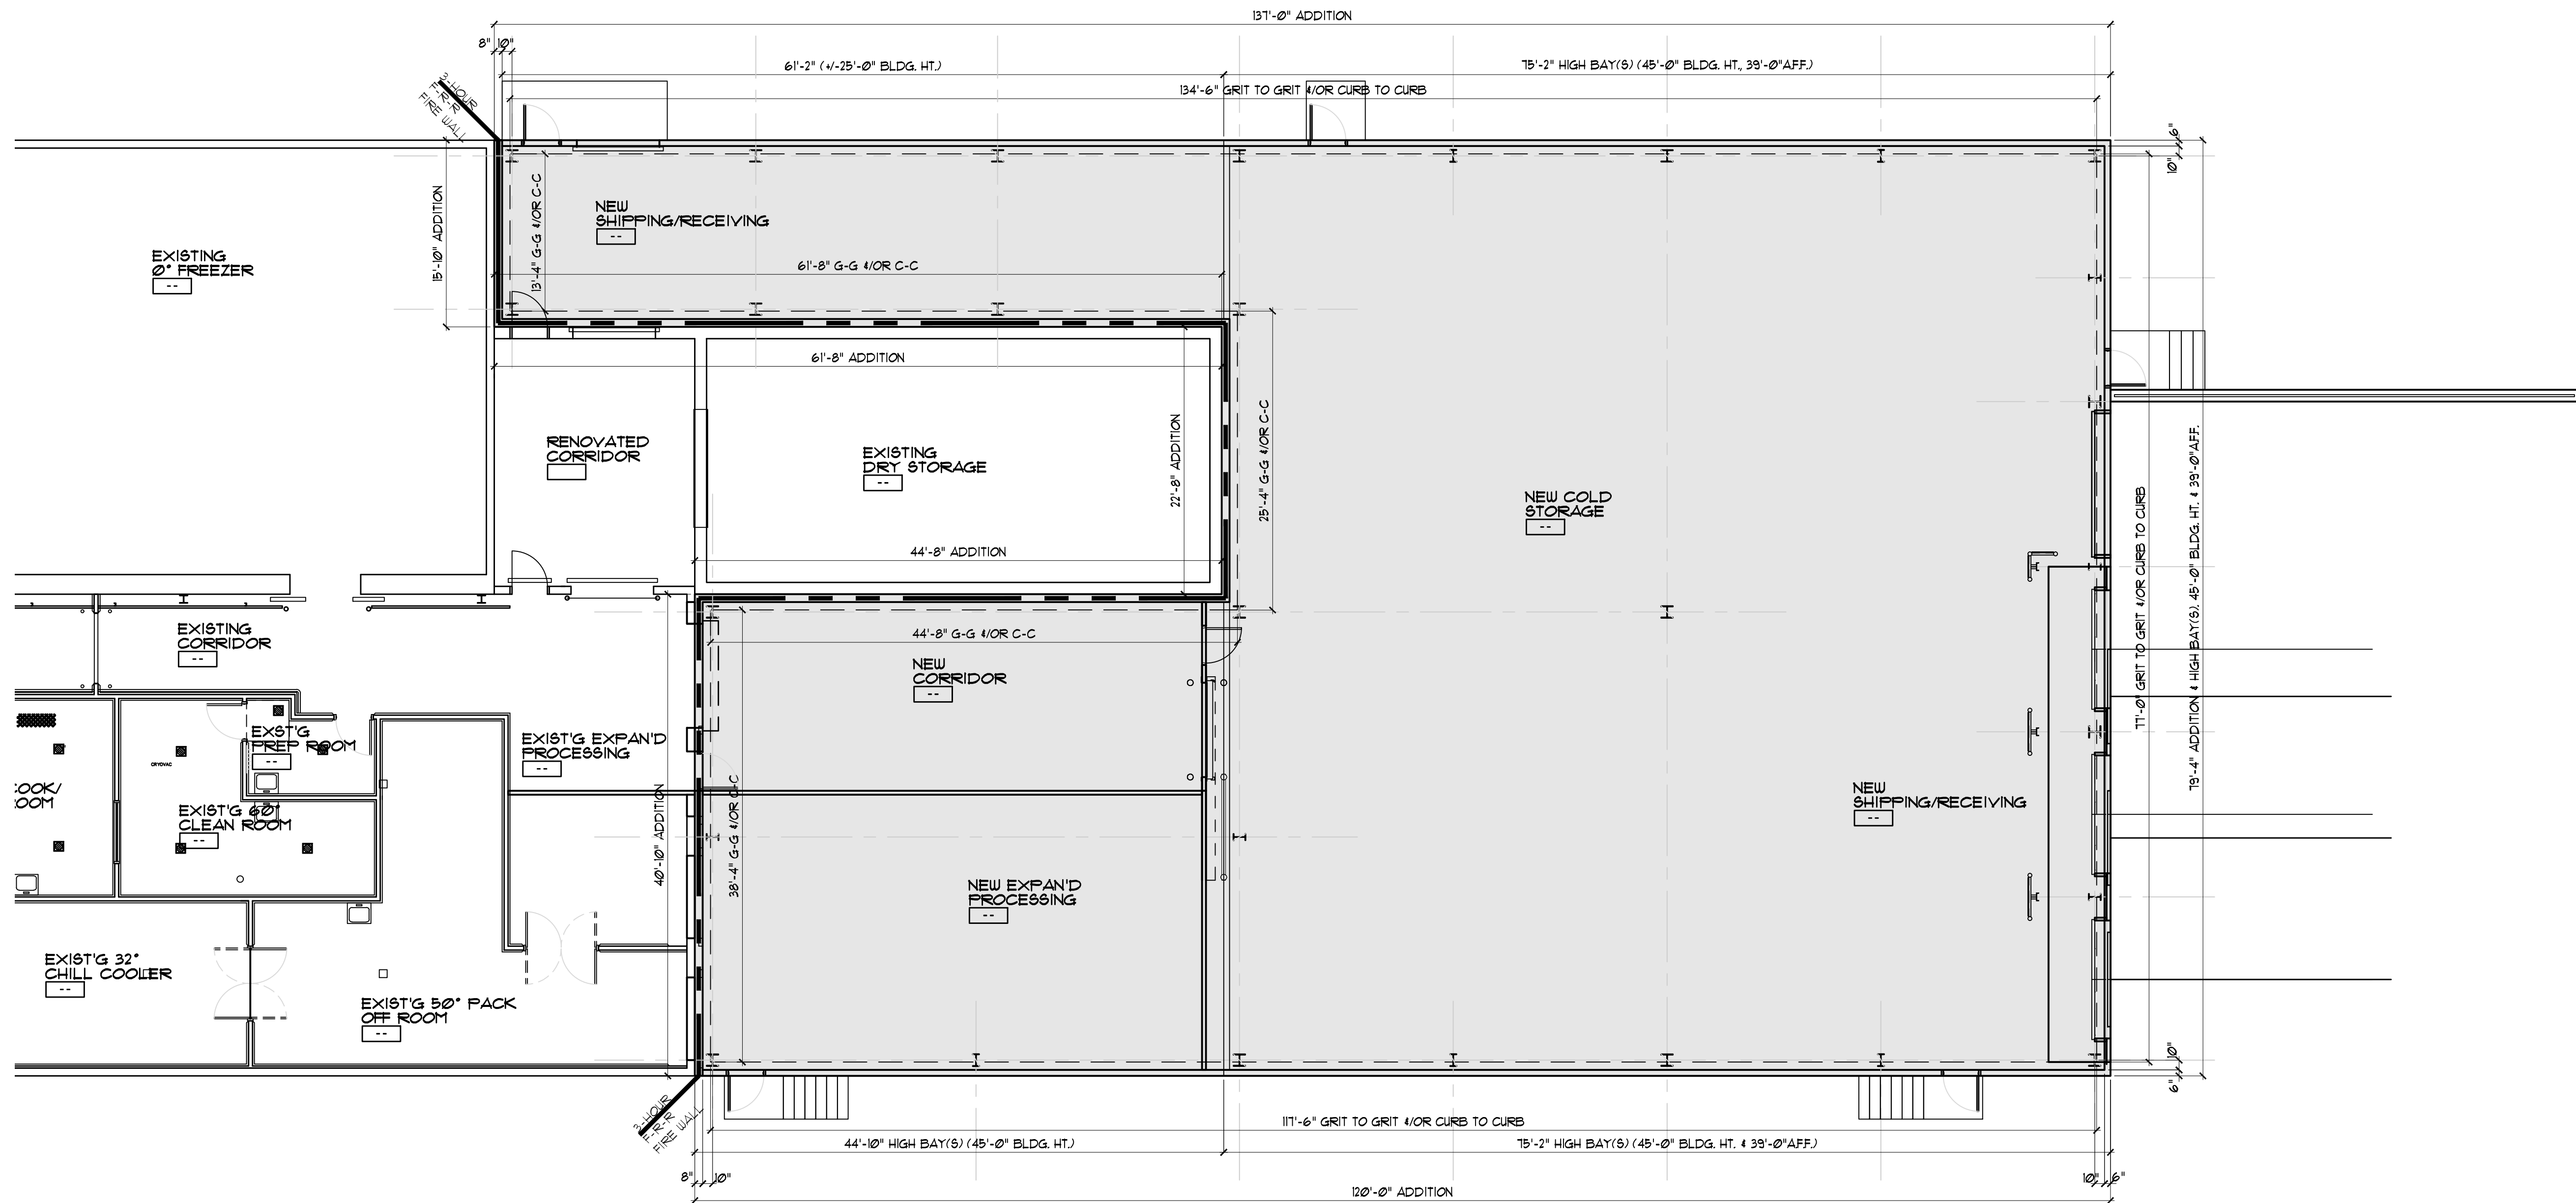 137'-0" ADDITION
8" 10"
61'-2" (+/-25'-0" BLDG. HT.)
75'-2" HIGH BAY(S) (45'-0" BLDG. HT., 39'-0"A.F.F.)
134'-6" GRIT TO GRIT &/OR CURB TO CURB
3-HOUR
F-R-R
FIRE WALL
6"
10"
15'-10" ADDITION
13'-4" G-G &/OR C-C
NEW
SHIPPING/RECEIVING
--
EXISTING
0° FREEZER
--
61'-8" G-G &/OR C-C
61'-8" ADDITION
RENOVATED
CORRIDOR
EXISTING
DRY STORAGE
--
22'-8" ADDITION
25'-4" G-G &/OR C-C
44'-8" ADDITION
NEW COLD
STORAGE
--
77'-0" GRIT TO GRIT &/OR CURB TO CURB
79'-4" ADDITION & HIGH BAY(S). 45'-0" BLDG. HT. & 39'-0"A.F.F.
EXISTING
CORRIDOR
--
44'-8" G-G &/OR C-C
NEW
CORRIDOR
--
EXST'G
PREP ROOM
--
EXIST'G EXPAN'D
PROCESSING
--
CRYOVAC
COOK/
OOM
EXIST'G 60°
CLEAN ROOM
--
40'-10" ADDITION
38'-4" G-G &/OR C-C
NEW
SHIPPING/RECEIVING
--
NEW EXPAN'D
PROCESSING
--
EXIST'G 32°
CHILL COOLER
--
EXIST'G 50° PACK
OFF ROOM
--
10"
6"
3-HOUR
F-R-R
FIRE WALL
117'-6" GRIT TO GRIT &/OR CURB TO CURB
44'-10" HIGH BAY(S) (45'-0" BLDG. HT.)
75'-2" HIGH BAY(S) (45'-0" BLDG. HT. & 39'-0"A.F.F.)
8" 10"
10" 6"
120'-0" ADDITION